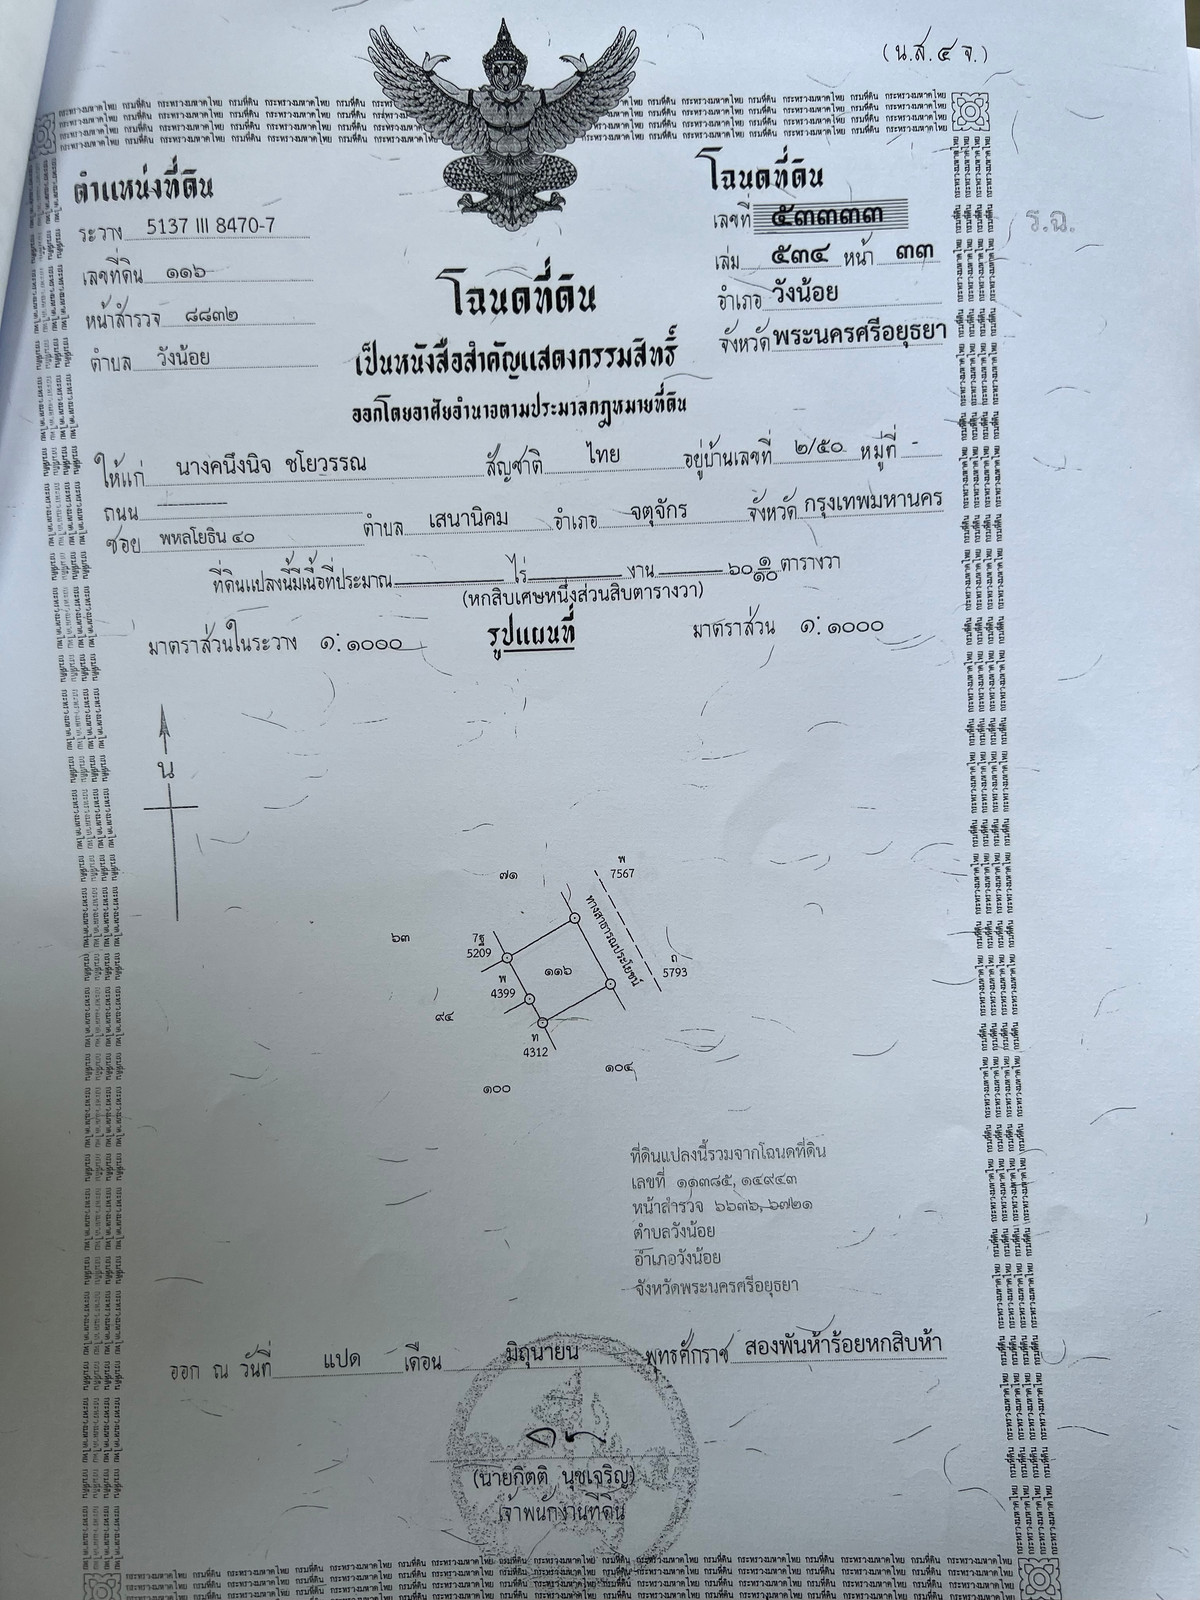 (น.ส.๔ จ.)
ตำแหน่งที่ดิน
ระวาง 5137 III 8470-7
เลขที่ดิน ๑๑๖
หน้าสำรวจ ๘๘๓๒
ตำบล วังน้อย
โฉนดที่ดิน
เลขที่ ๕๓๓๓๓
เล่ม ๕๓๔ หน้า ๓๓
อำเภอ วังน้อย
จังหวัด พระนครศรีอยุธยา
ร.ฉ.
โฉนดที่ดิน
เป็นหนังสือสำคัญแสดงกรรมสิทธิ์
ออกโดยอาศัยอำนาจตามประมวลกฎหมายที่ดิน
ให้แก่ นางคนึงนิจ ชโยวรรณ สัญชาติ ไทย อยู่บ้านเลขที่ ๒/๕๐ หมู่ที่ -
ถนน
ซอย พหลโยธิน ๔๐ ตำบล เสนานิคม อำเภอ จตุจักร จังหวัด กรุงเทพมหานคร
ที่ดินแปลงนี้มีเนื้อที่ประมาณ ไร่ งาน ๖๐ ๑/๑๐ ตารางวา
(หกสิบเศษหนึ่งส่วนสิบตารางวา)
มาตราส่วนในระวาง ๑:๑๐๐๐ รูปแผนที่ มาตราส่วน ๑:๑๐๐๐
น
๗๑
พ
7567
ทางสาธารณประโยชน์
๖๓
7ฐ
5209
๑๑๖
ถ
5793
พ
4399
๙๔
ท
4312
๑๐๔
๑๐๐
ที่ดินแปลงนี้รวมจากโฉนดที่ดิน
เลขที่ ๑๑๓๘๕, ๑๔๙๔๓
หน้าสำรวจ ๖๖๓๖, ๖๗๒๑
ตำบลวังน้อย
อำเภอวังน้อย
จังหวัดพระนครศรีอยุธยา
ออก ณ วันที่ แปด เดือน มิถุนายน พุทธศักราช สองพันห้าร้อยหกสิบห้า
(นายกิตติ นุชเจริญ)
เจ้าพนักงานที่ดิน